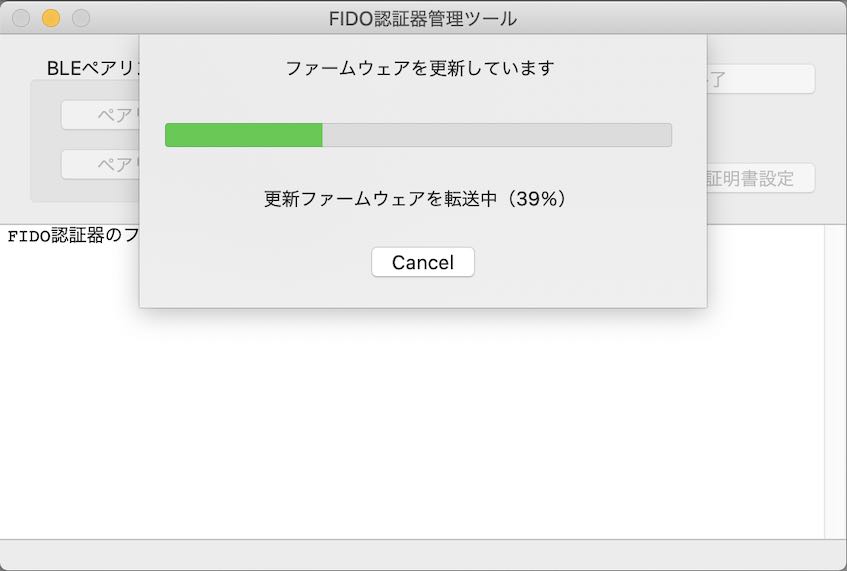 FIDO認証器管理ツール
BLEペアリ
ファームウェアを更新しています
了
ペアリ
ペアリ
証明書設定
更新ファームウェアを転送中（39%）
FIDO認証器のフ
Cancel